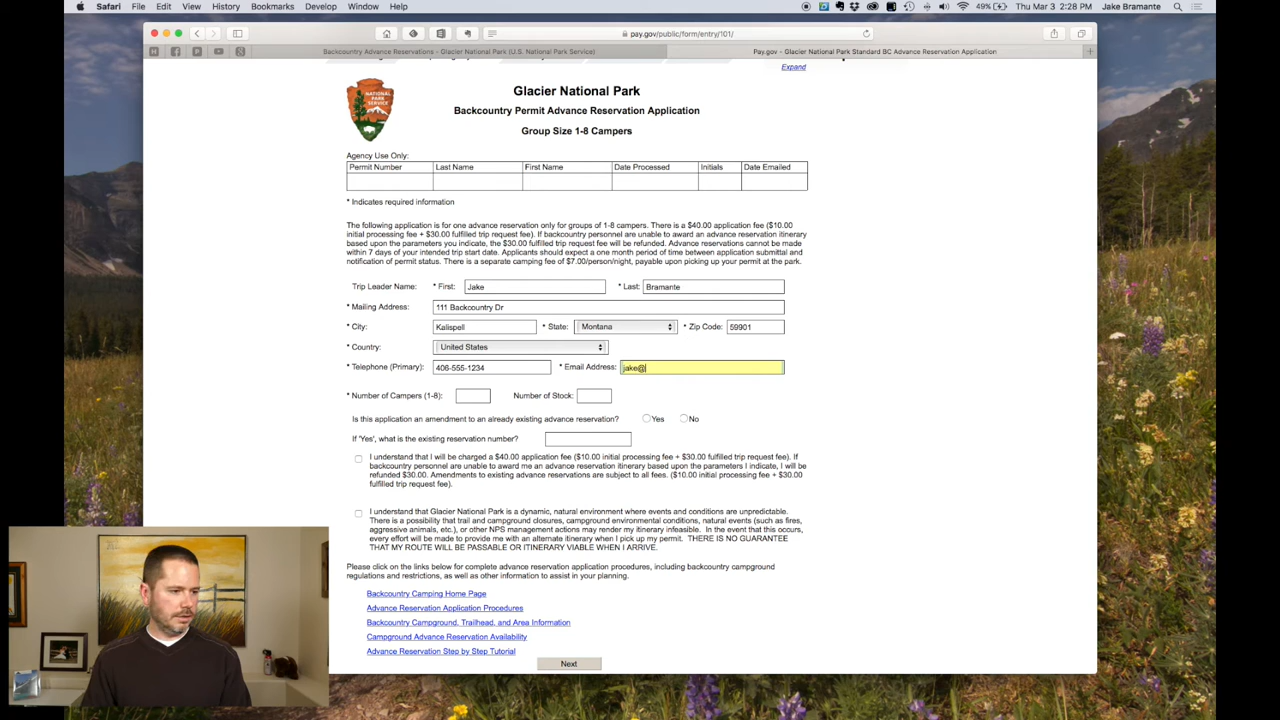 Safari File Edit View History Bookmarks Develop Window Help 49% Thu Mar 3 2:28 PM Jake Bramante
pay.gov/public/form/entry/101/
Backcountry Advance Reservations - Glacier National Park (U.S. National Park Service) Pay.gov - Glacier National Park Standard BC Advance Reservation Application
Expand
Glacier National Park
Backcountry Permit Advance Reservation Application
Group Size 1-8 Campers
Agency Use Only:
Permit Number Last Name First Name Date Processed Initials Date Emailed
* Indicates required information
The following application is for one advance reservation only for groups of 1-8 campers. There is a $40.00 application fee ($10.00
initial processing fee + $30.00 fulfilled trip request fee). If backcountry personnel are unable to award an advance reservation itinerary
based upon the parameters you indicate, the $30.00 fulfilled trip request fee will be refunded. Advance reservations cannot be made
within 7 days of your intended trip start date. Applicants should expect a one month period of time between application submittal and
notification of permit status. There is a separate camping fee of $7.00/person/night, payable upon picking up your permit at the park.
Trip Leader Name: * First: Jake * Last: Bramante
* Mailing Address: 111 Backcountry Dr
* City: Kalispell * State: Montana * Zip Code: 59901
* Country: United States
* Telephone (Primary): 406-555-1234 * Email Address: jake@
* Number of Campers (1-8): Number of Stock:
Is this application an amendment to an already existing advance reservation? Yes No
If 'Yes', what is the existing reservation number?
I understand that I will be charged a $40.00 application fee ($10.00 initial processing fee + $30.00 fulfilled trip request fee). If
backcountry personnel are unable to award me an advance reservation itinerary based upon the parameters I indicate, I will be
refunded $30.00. Amendments to existing advance reservations are subject to all fees. ($10.00 initial processing fee + $30.00
fulfilled trip request fee).
I understand that Glacier National Park is a dynamic, natural environment where events and conditions are unpredictable.
There is a possibility that trail and campground closures, campground environmental conditions, natural events (such as fires,
aggressive animals, etc.), or other NPS management actions may render my itinerary infeasible. In the event that this occurs,
every effort will be made to provide me with an alternate itinerary when I pick up my permit. THERE IS NO GUARANTEE
THAT MY ROUTE WILL BE PASSABLE OR ITINERARY VIABLE WHEN I ARRIVE.
Please click on the links below for complete advance reservation application procedures, including backcountry campground
regulations and restrictions, as well as other information to assist in your planning.
Backcountry Camping Home Page
Advance Reservation Application Procedures
Backcountry Campground, Trailhead, and Area Information
Campground Advance Reservation Availability
Advance Reservation Step by Step Tutorial
Next